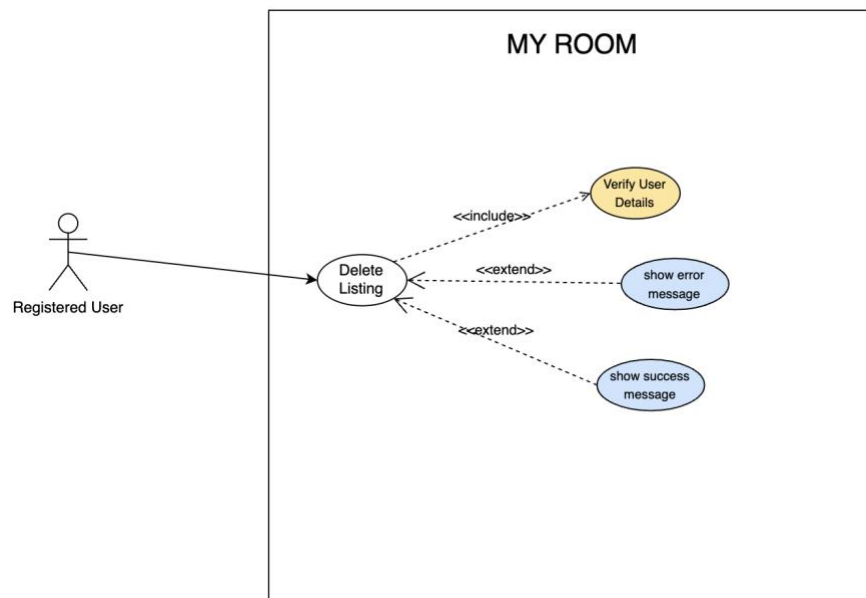 MY ROOM
Verify User
Details
<<include>>
Delete
Listing
<<extend>>
show error
message
Registered User
<<extend>>
show success
message